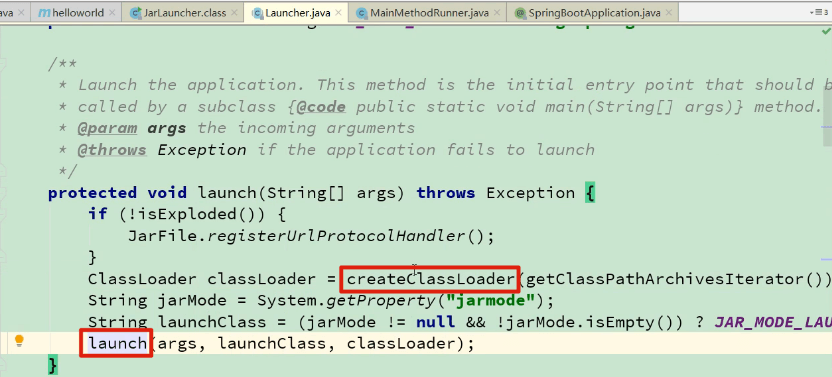 ava helloworld JarLauncher.class Launcher.java MainMethodRunner.java SpringBootApplication.java
/**
* Launch the application. This method is the initial entry point that should b
* called by a subclass {@code public static void main(String[] args)} method.
* @param args the incoming arguments
* @throws Exception if the application fails to launch
*/
protected void launch(String[] args) throws Exception {
if (!isExploded()) {
JarFile.registerUrlProtocolHandler();
}
ClassLoader classLoader = createClassLoader(getClassPathArchivesIterator())
String jarMode = System.getProperty("jarmode");
String launchClass = (jarMode != null && !jarMode.isEmpty()) ? JAR_MODE_LAU
launch(args, launchClass, classLoader);
}